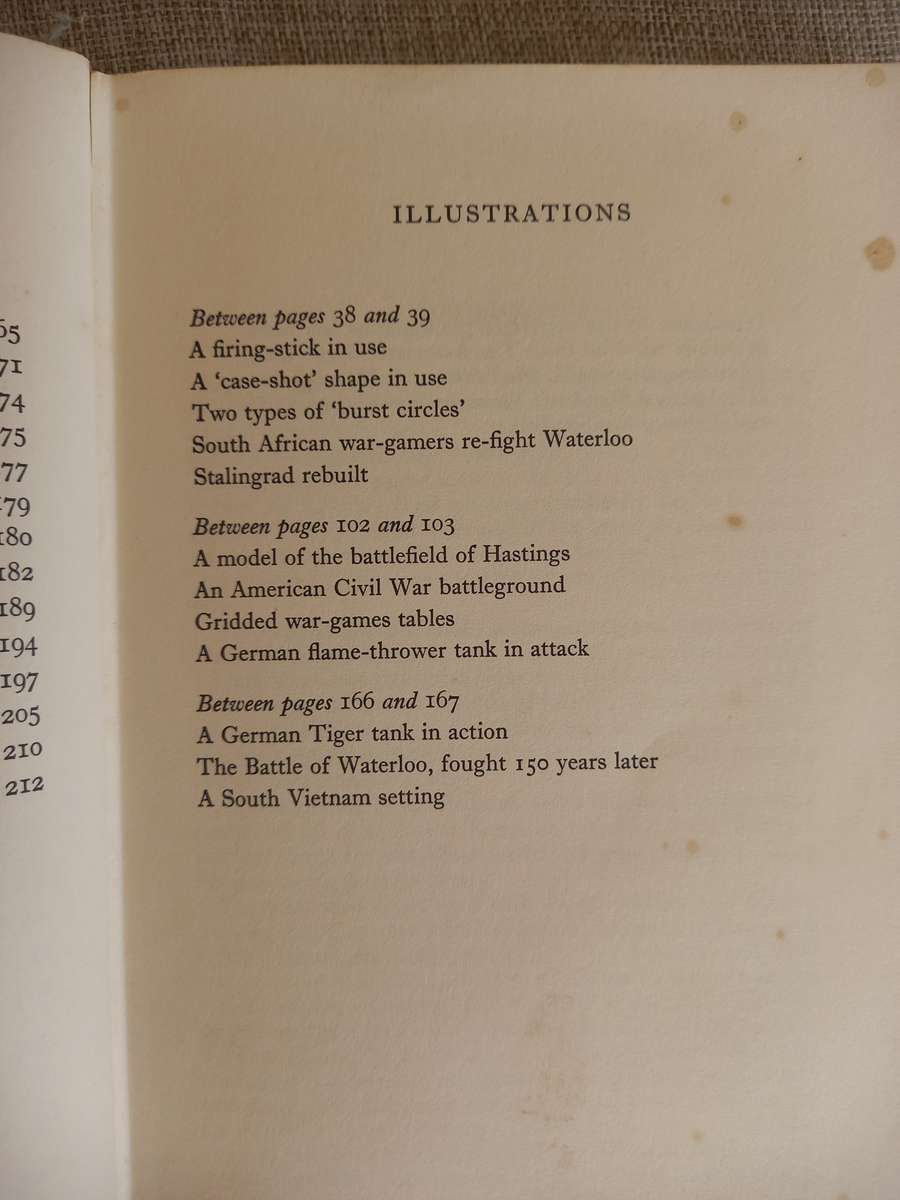 71
74
75
77
79
180
182
189
194
197
205
210
212
ILLUSTRATIONS
Between pages 38 and 39
A firing-stick in use
A ‘case-shot’ shape in use
Two types of ‘burst circles’
South African war-gamers re-fight Waterloo
Stalingrad rebuilt
Between pages 102 and 103
A model of the battlefield of Hastings
An American Civil War battleground
Gridded war-games tables
A German flame-thrower tank in attack
Between pages 166 and 167
A German Tiger tank in action
The Battle of Waterloo, fought 150 years later
A South Vietnam setting